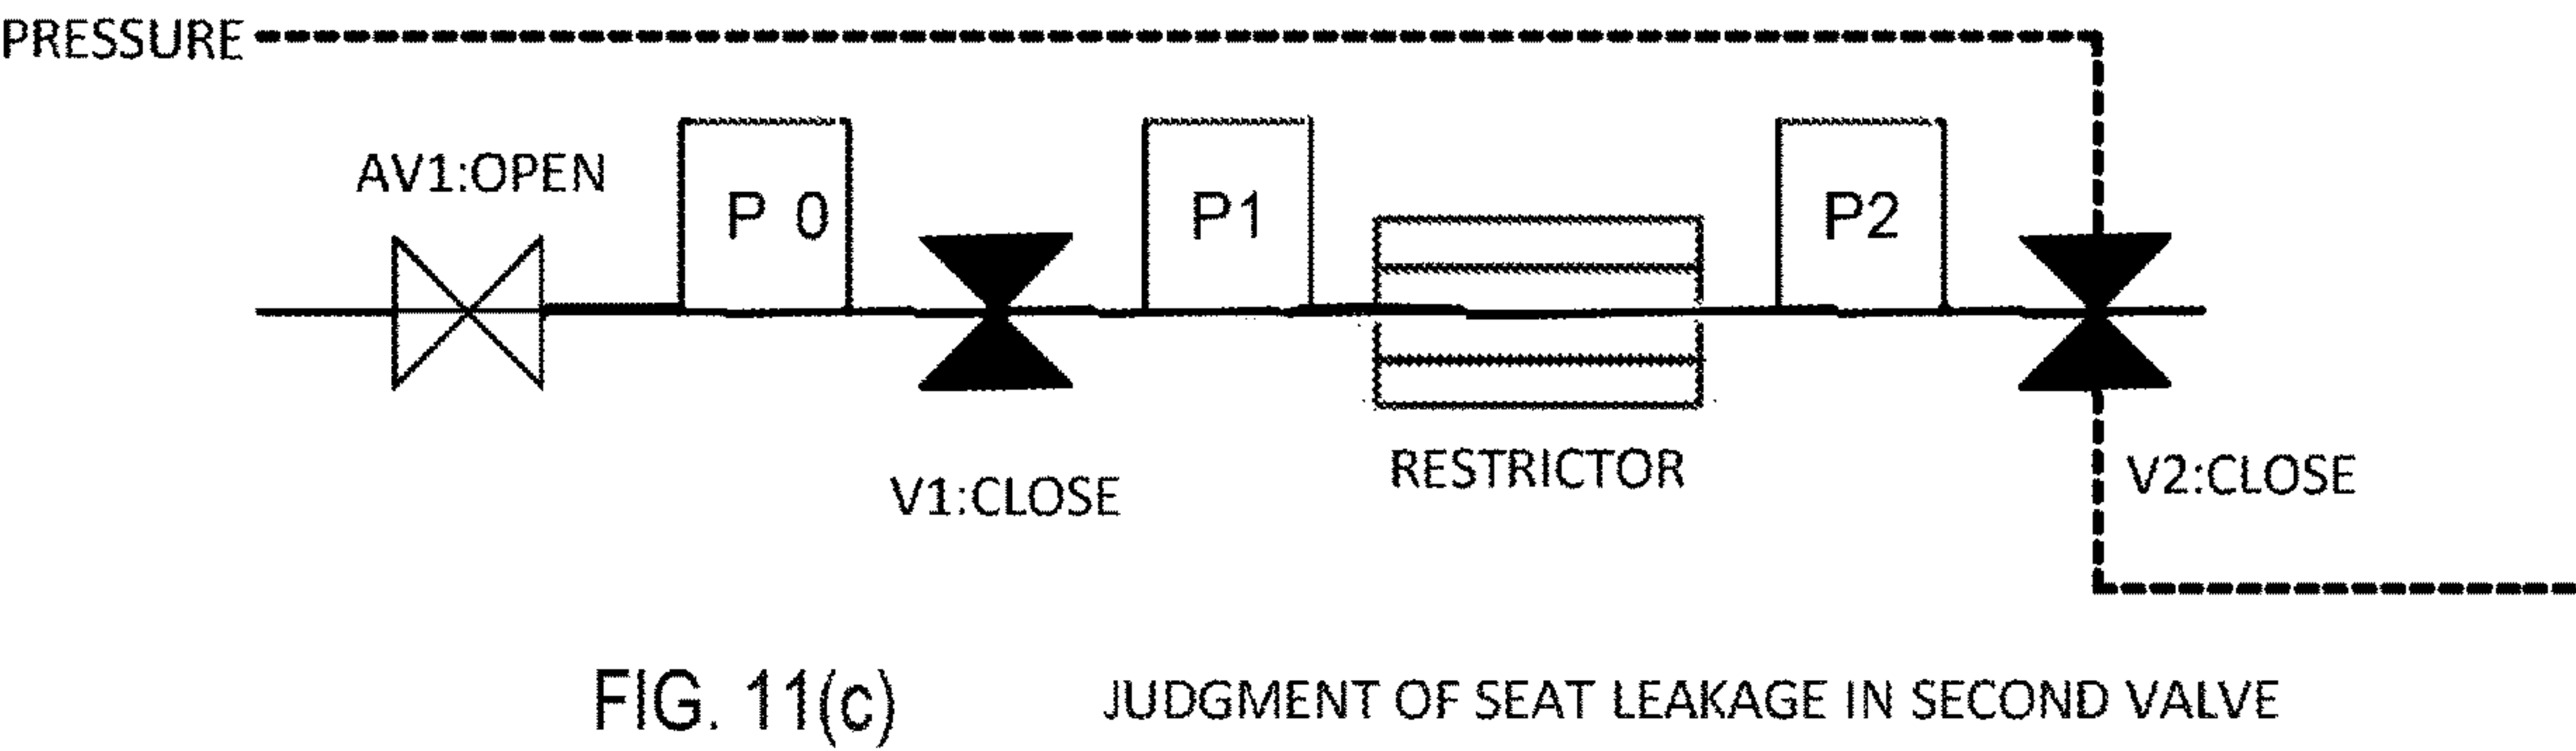 PRESSURE
AV1:OPEN
P 0
P1
P2
V1:CLOSE
RESTRICTOR
V2:CLOSE
FIG. 11(c) JUDGMENT OF SEAT LEAKAGE IN SECOND VALVE